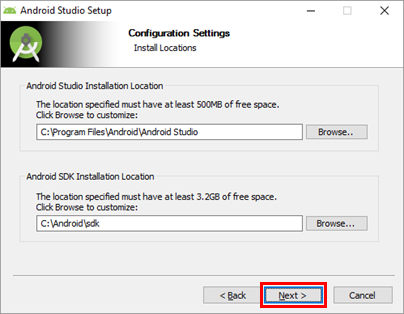 Android Studio Setup
Configuration Settings
Install Locations
Android Studio Installation Location
The location specified must have at least 500MB of free space.
Click Browse to customize:
C:\Program Files\Android\Android Studio
Browse..
Android SDK Installation Location
The location specified must have at least 3.2GB of free space.
Click Browse to customize:
C:\Android\sdk
Browse...
< Back
Next >
Cancel